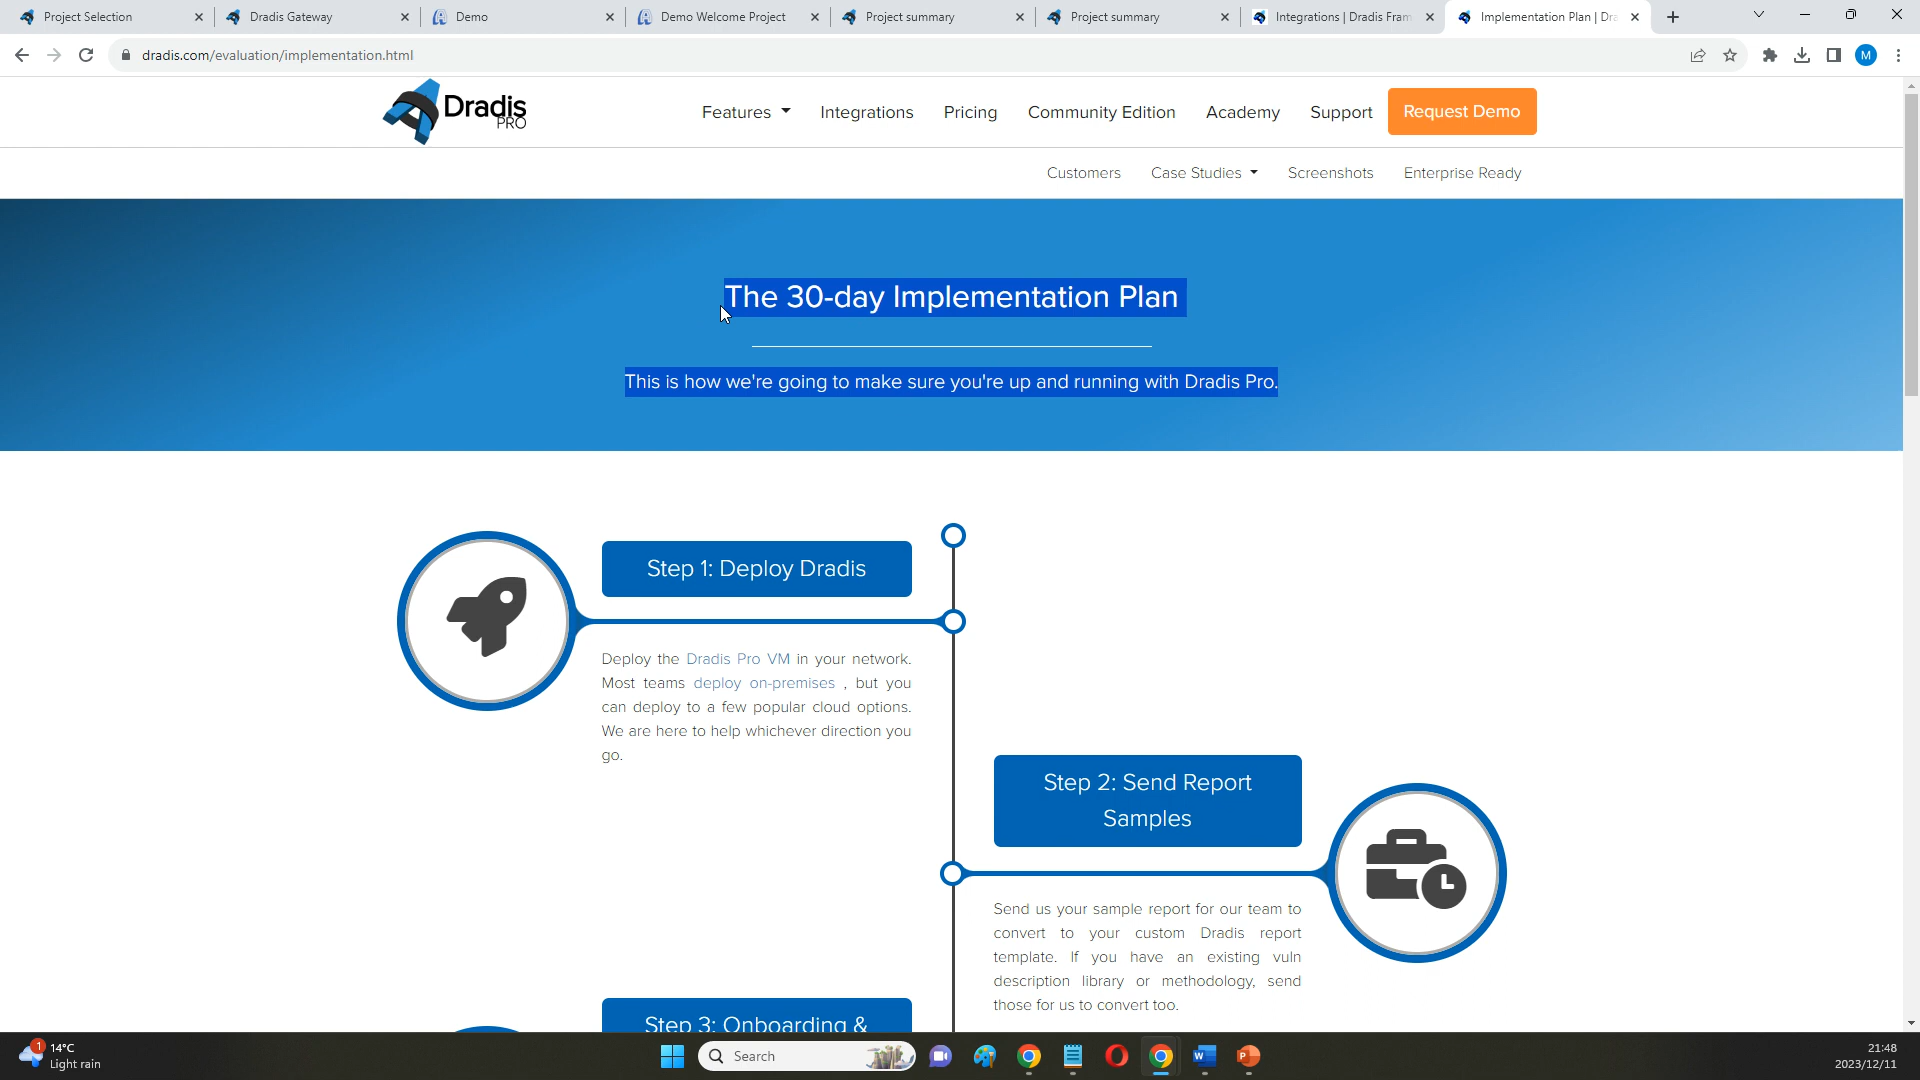 Project Selection
Dradis Gateway
Demo
Demo Welcome Project
Project summary
Project summary
Integrations | Dradis Fram
Implementation Plan | Dra
dradis.com/evaluation/implementation.html
M
Dradis
PRO
Features
Integrations
Pricing
Community Edition
Academy
Support
Request Demo
Customers
Case Studies
Screenshots
Enterprise Ready
The 30-day Implementation Plan
This is how we're going to make sure you're up and running with Dradis Pro.
Step 1: Deploy Dradis
Deploy the Dradis Pro VM in your network.
Most teams deploy on-premises , but you
can deploy to a few popular cloud options.
We are here to help whichever direction you
go.
Step 2: Send Report
Samples
Send us your sample report for our team to
convert to your custom Dradis report
template. If you have an existing vuln
description library or methodology, send
those for us to convert too.
Step 3: Onboarding &
1
14°C
Light rain
Search
21:48
2023/12/11